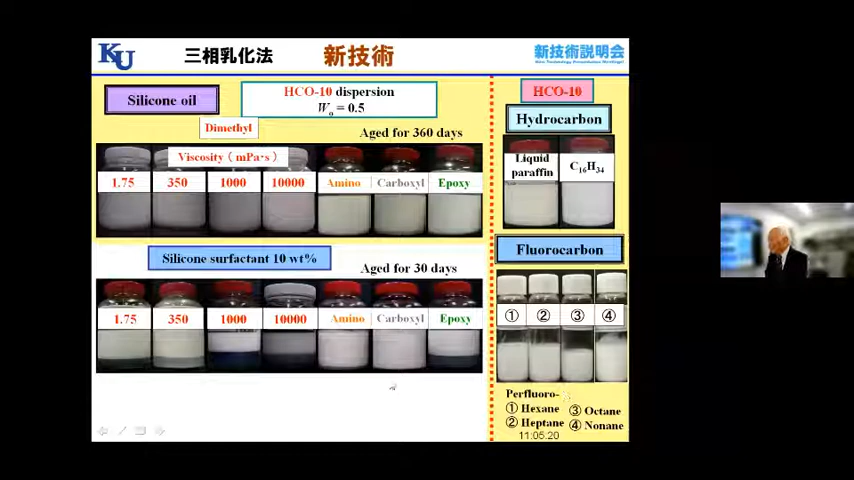 KU 三相乳化法 新技術 新技術説明会
Silicone oil
HCO-10 dispersion
Wo = 0.5
Dimethyl
Aged for 360 days
Viscosity ( mPa·s )
1.75 350 1000 10000 Amino Carboxyl Epoxy
Silicone surfactant 10 wt%
Aged for 30 days
1.75 350 1000 10000 Amino Carboxyl Epoxy
HCO-10
Hydrocarbon
Liquid
paraffin
C16H34
Fluorocarbon
① ② ③ ④
Perfluoro-
① Hexane ③ Octane
② Heptane ④ Nonane
11:05.20